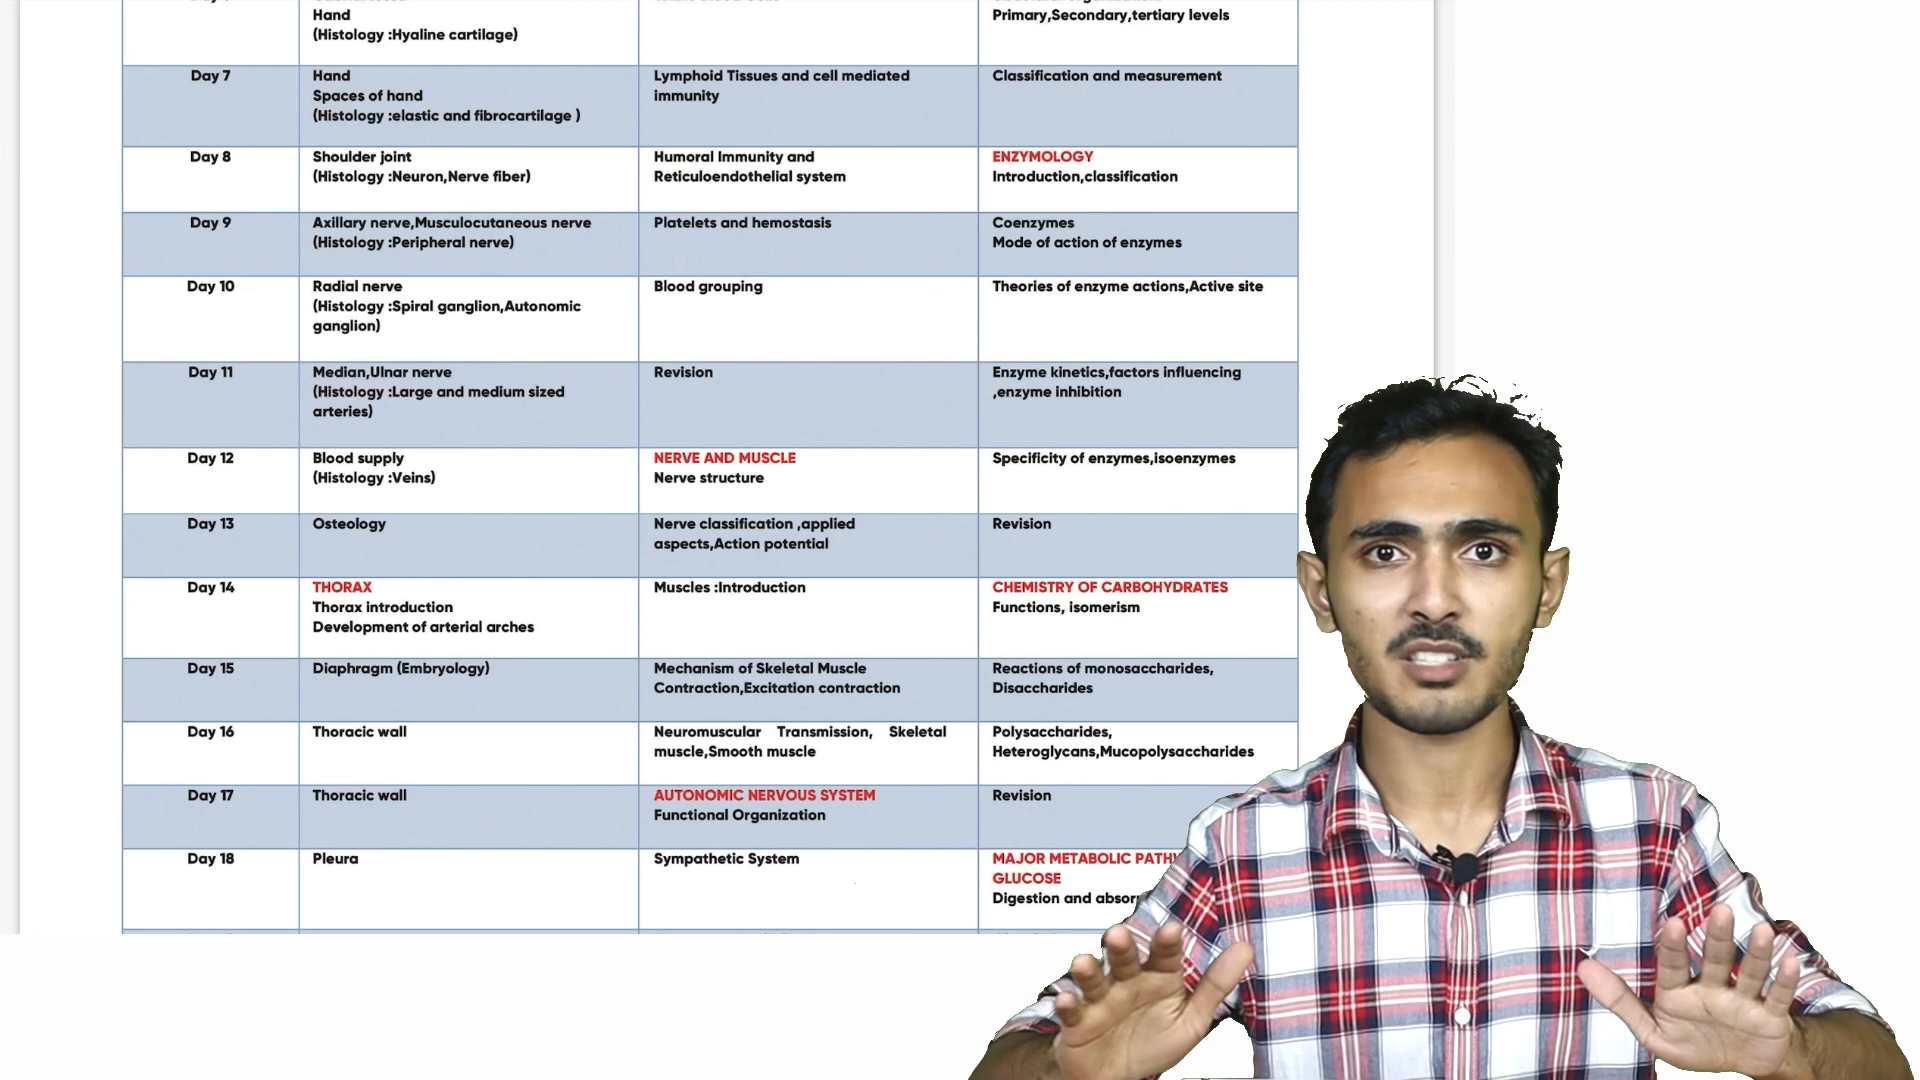 Hand
(Histology :Hyaline cartilage)
Primary,Secondary,tertiary levels
Day 7
Hand
Spaces of hand
(Histology :elastic and fibrocartilage )
Lymphoid Tissues and cell mediated
immunity
Classification and measurement
Day 8
Shoulder joint
(Histology :Neuron,Nerve fiber)
Humoral Immunity and
Reticuloendothelial system
ENZYMOLOGY
Introduction,classification
Day 9
Axillary nerve,Musculocutaneous nerve
(Histology :Peripheral nerve)
Platelets and hemostasis
Coenzymes
Mode of action of enzymes
Day 10
Radial nerve
(Histology :Spiral ganglion,Autonomic
ganglion)
Blood grouping
Theories of enzyme actions,Active site
Day 11
Median,Ulnar nerve
(Histology :Large and medium sized
arteries)
Revision
Enzyme kinetics,factors influencing
,enzyme inhibition
Day 12
Blood supply
(Histology :Veins)
NERVE AND MUSCLE
Nerve structure
Specificity of enzymes,isoenzymes
Day 13
Osteology
Nerve classification ,applied
aspects,Action potential
Revision
Day 14
THORAX
Thorax introduction
Development of arterial arches
Muscles :Introduction
CHEMISTRY OF CARBOHYDRATES
Functions, isomerism
Day 15
Diaphragm (Embryology)
Mechanism of Skeletal Muscle
Contraction,Excitation contraction
Reactions of monosaccharides,
Disaccharides
Day 16
Thoracic wall
Neuromuscular Transmission, Skeletal
muscle,Smooth muscle
Polysaccharides,
Heteroglycans,Mucopolysaccharides
Day 17
Thoracic wall
AUTONOMIC NERVOUS SYSTEM
Functional Organization
Revision
Day 18
Pleura
Sympathetic System
MAJOR METABOLIC
GLUCOSE
Digestion and